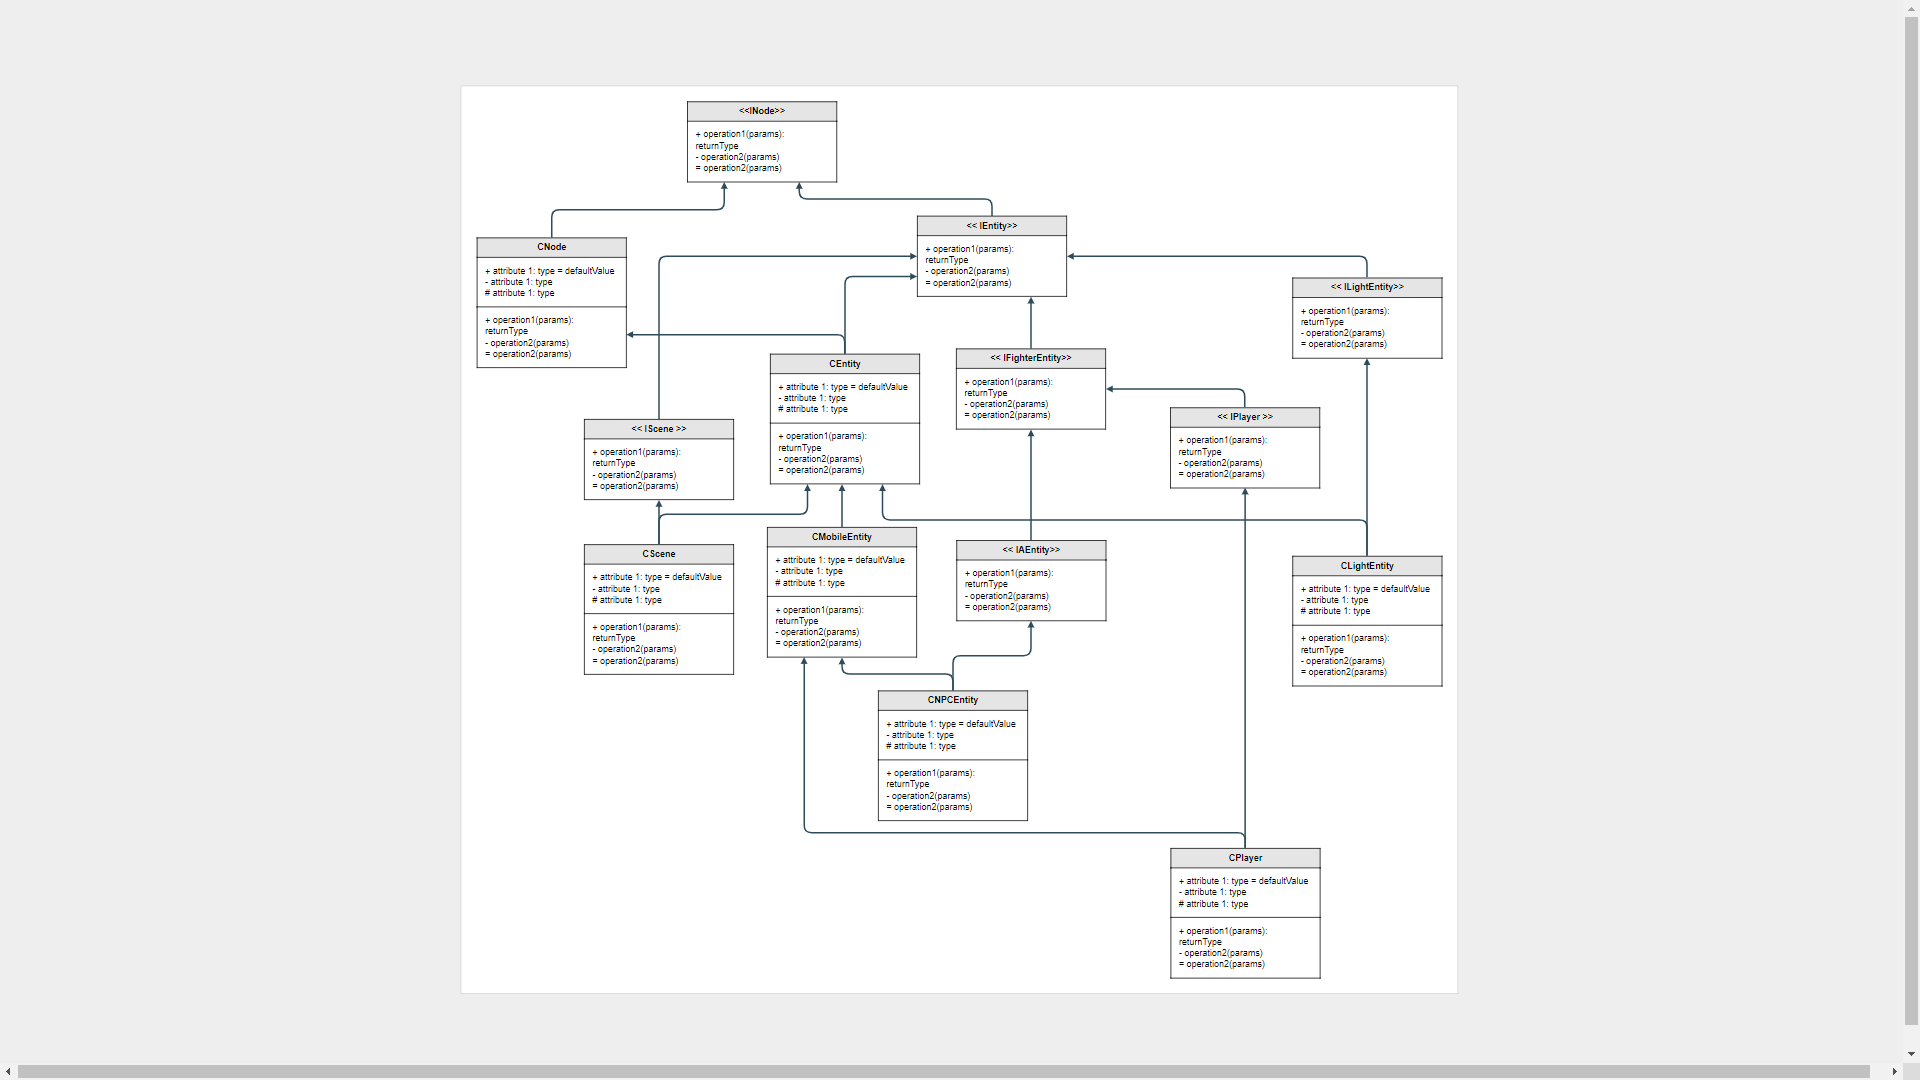 <<INode>>
+ operation1(params):
returnType
- operation2(params)
= operation2(params)
<< IEntity>>
+ operation1(params):
returnType
- operation2(params)
= operation2(params)
CNode
+ attribute 1: type = defaultValue
- attribute 1: type
# attribute 1: type
+ operation1(params):
returnType
- operation2(params)
= operation2(params)
<< ILightEntity>>
+ operation1(params):
returnType
- operation2(params)
= operation2(params)
CEntity
+ attribute 1: type = defaultValue
- attribute 1: type
# attribute 1: type
+ operation1(params):
returnType
- operation2(params)
= operation2(params)
<< IFighterEntity>>
+ operation1(params):
returnType
- operation2(params)
= operation2(params)
<< IPlayer >>
+ operation1(params):
returnType
- operation2(params)
= operation2(params)
<< IScene >>
+ operation1(params):
returnType
- operation2(params)
= operation2(params)
CScene
+ attribute 1: type = defaultValue
- attribute 1: type
# attribute 1: type
+ operation1(params):
returnType
- operation2(params)
= operation2(params)
CMobileEntity
+ attribute 1: type = defaultValue
- attribute 1: type
# attribute 1: type
+ operation1(params):
returnType
- operation2(params)
= operation2(params)
<< IAEntity>>
+ operation1(params):
returnType
- operation2(params)
= operation2(params)
CLightEntity
+ attribute 1: type = defaultValue
- attribute 1: type
# attribute 1: type
+ operation1(params):
returnType
- operation2(params)
= operation2(params)
CNPCEntity
+ attribute 1: type = defaultValue
- attribute 1: type
# attribute 1: type
+ operation1(params):
returnType
- operation2(params)
= operation2(params)
CPlayer
+ attribute 1: type = defaultValue
- attribute 1: type
# attribute 1: type
+ operation1(params):
returnType
- operation2(params)
= operation2(params)